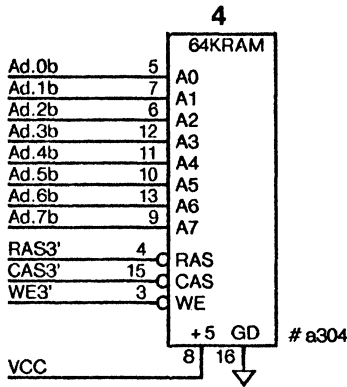 4
64KRAM
Ad.0b 5 A0
Ad.1b 7 A1
Ad.2b 6 A2
Ad.3b 12 A3
Ad.4b 11 A4
Ad.5b 10 A5
Ad.6b 13 A6
Ad.7b 9 A7
RAS3' 4 RAS
CAS3' 15 CAS
WE3' 3 WE
+5 GD # a304
VCC 8 16